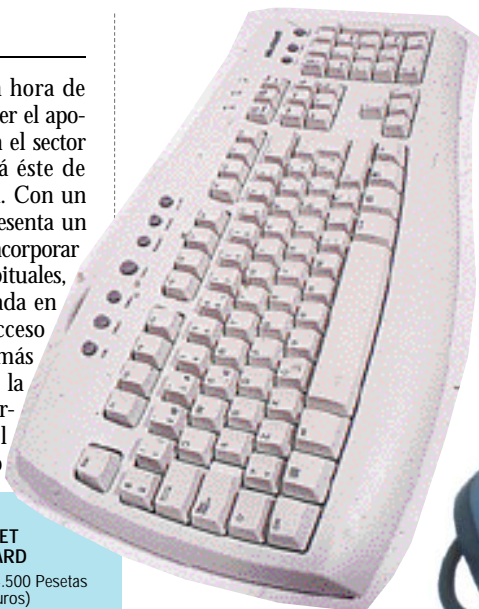 hora de
er el apo-
el sector
á éste de
. Con un
esenta un
ncorporar
bituales,
ada en
cceso
más
la
r-
l
ET
ARD
.500 Pesetas
uros)